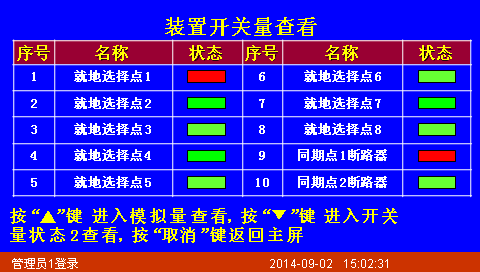 装置开关量查看
序号 名称 状态 序号 名称 状态
1 就地选择点1 6 就地选择点6
2 就地选择点2 7 就地选择点7
3 就地选择点3 8 就地选择点8
4 就地选择点4 9 同期点1断路器
5 就地选择点5 10 同期点2断路器
按“▲”键 进入模拟量查看, 按“▼”键 进入开关
量状态2查看, 按“取消”键返回主屏
管理员1登录 2014-09-02 15:02:31